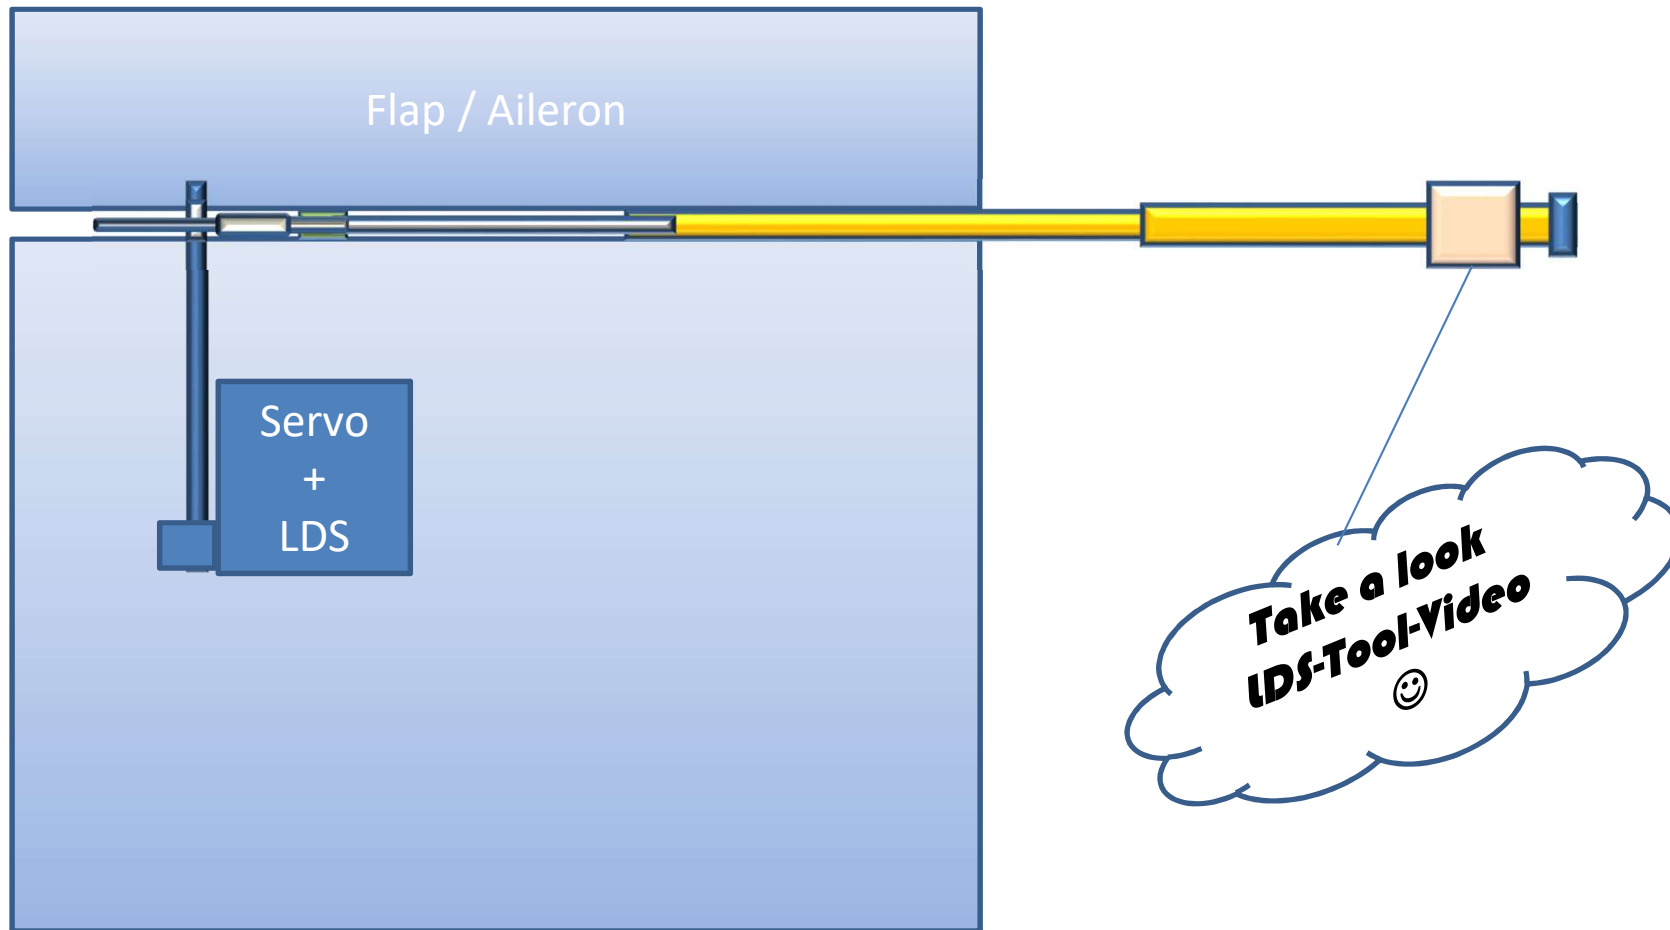 Flap / Aileron
Servo
+
LDS
Take a look
LDS-Tool-Video
☺